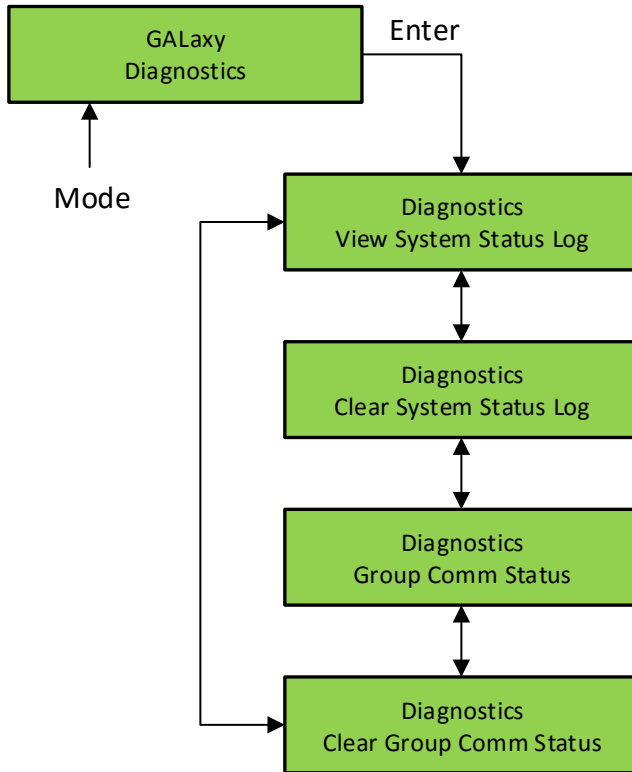 GALaxy
Diagnostics
Enter
Mode
Diagnostics
View System Status Log
Diagnostics
Clear System Status Log
Diagnostics
Group Comm Status
Diagnostics
Clear Group Comm Status